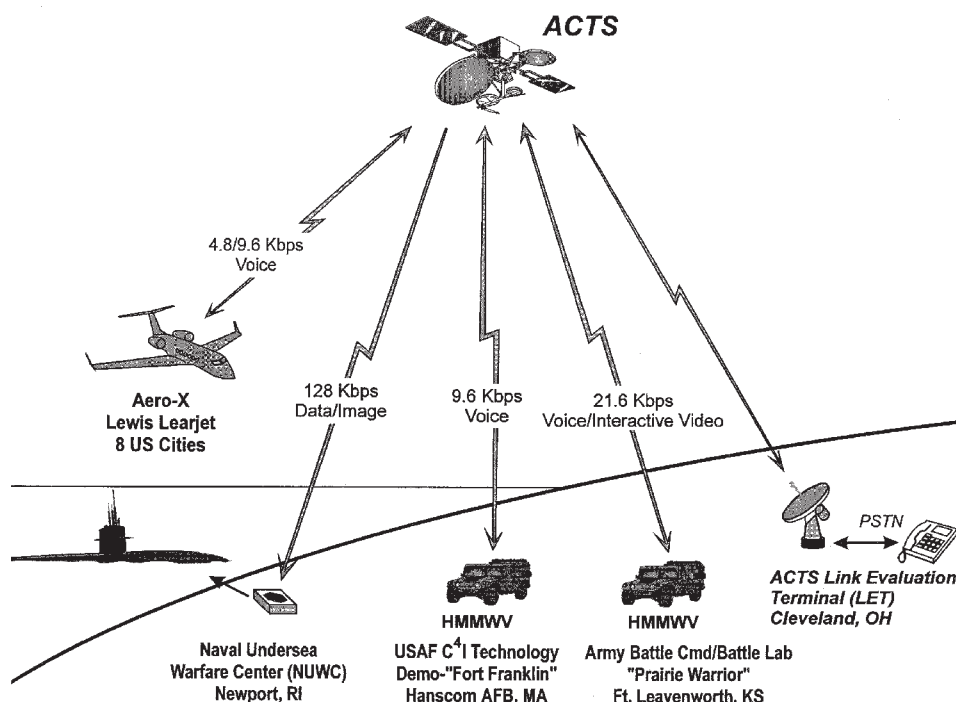 ACTS
4.8/9.6 Kbps
Voice
Aero-X
Lewis Learjet
8 US Cities
128 Kbps
Data/Image
9.6 Kbps
Voice
21.6 Kbps
Voice/Interactive Video
PSTN
ACTS Link Evaluation
Terminal (LET)
Cleveland, OH
Naval Undersea
Warfare Center (NUWC)
Newport, RI
HMMWV
USAF C⁴I Technology
Demo-"Fort Franklin"
Hanscom AFB, MA
HMMWV
Army Battle Cmd/Battle Lab
"Prairie Warrior"
Ft. Leavenworth, KS